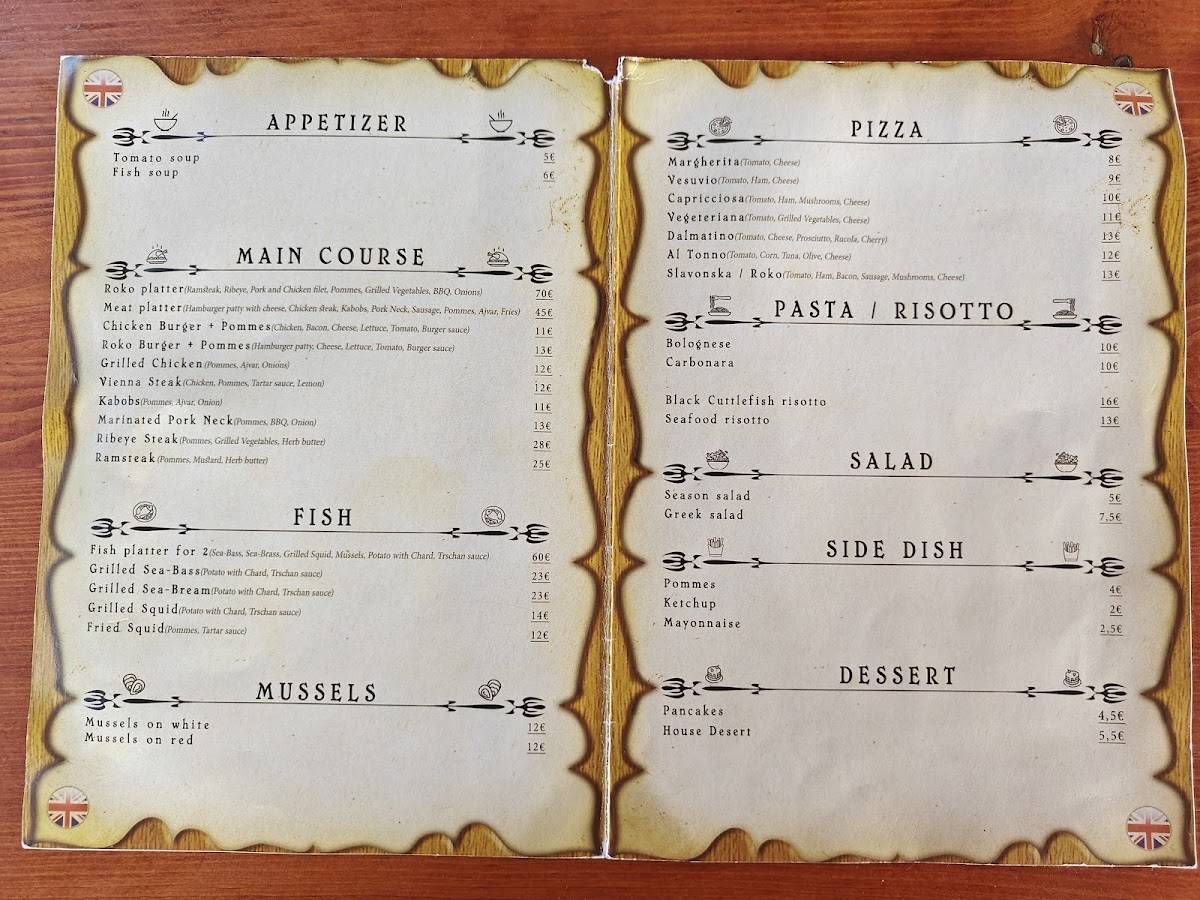 APPETIZER
Tomato soup 5€
Fish soup 6€
MAIN COURSE
Roko platter(Ramsteak, Ribeye, Pork and Chicken filet, Pommes, Grilled Vegetables, BBQ, Onions) 70€
Meat platter(Hamburger patty with cheese, Chicken steak, Kabobs, Pork Neck, Sausage, Pommes, Ajvar, Fries) 45€
Chicken Burger + Pommes(Chicken, Bacon, Cheese, Lettuce, Tomato, Burger sauce) 11€
Roko Burger + Pommes(Hamburger patty, Cheese, Lettuce, Tomato, Burger sauce) 13€
Grilled Chicken(Pommes, Ajvar, Onions) 12€
Vienna Steak(Chicken, Pommes, Tartar sauce, Lemon) 12€
Kabobs(Pommes, Ajvar, Onion) 11€
Marinated Pork Neck(Pommes, BBQ, Onion) 13€
Ribeye Steak(Pommes, Grilled Vegetables, Herb butter) 28€
Ramsteak(Pommes, Mustard, Herb butter) 25€
FISH
Fish platter for 2(Sea-Bass, Sea-Brass, Grilled Squid, Mussels, Potato with Chard, Trschan sauce) 60€
Grilled Sea-Bass(Potato with Chard, Trschan sauce) 23€
Grilled Sea-Bream(Potato with Chard, Trschan sauce) 23€
Grilled Squid(Potato with Chard, Trschan sauce) 14€
Fried Squid(Pommes, Tartar sauce) 12€
MUSSELS
Mussels on white 12€
Mussels on red 12€
PIZZA
Margherita(Tomato, Cheese) 8€
Vesuvio(Tomato, Ham, Cheese) 9€
Capricciosa(Tomato, Ham, Mushrooms, Cheese) 10€
Vegeteriana(Tomato, Grilled Vegetables, Cheese) 11€
Dalmatino(Tomato, Cheese, Prosciutto, Rucola, Cherry) 13€
Al Tonno(Tomato, Corn, Tuna, Olive, Cheese) 12€
Slavonska / Roko(Tomato, Ham, Bacon, Sausage, Mushrooms, Cheese) 13€
PASTA / RISOTTO
Bolognese 10€
Carbonara 10€
Black Cuttlefish risotto 16€
Seafood risotto 13€
SALAD
Season salad 5€
Greek salad 7,5€
SIDE DISH
Pommes 4€
Ketchup 2€
Mayonnaise 2,5€
DESSERT
Pancakes 4,5€
House Desert 5,5€